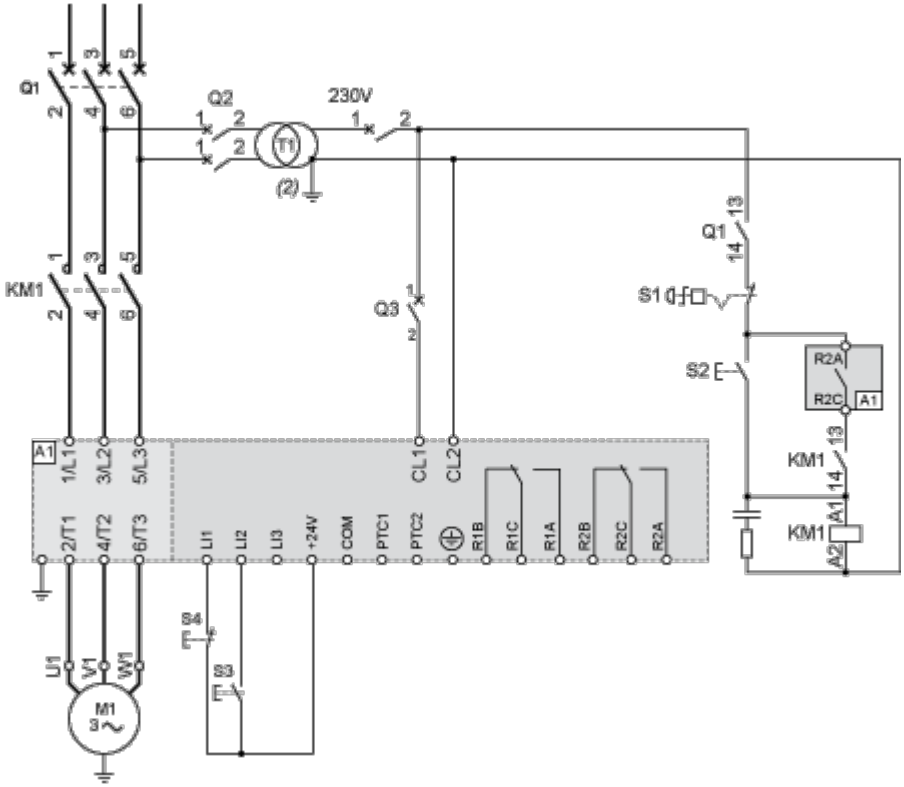 1 3 5
Q1
2 4 6
Q2
230V
1 2
1 2
1 2
T1
(2)
13
Q1
14
1 3 5
KM1
2 4 6
1
Q3
2
S1
S2
R2A
R2C
A1
13
KM1
14
A1
KM1
A2
A1
1/L1
3/L2
5/L3
CL1
CL2
2/T1
4/T2
6/T3
LI1
LI2
LI3
+24V
COM
PTC1
PTC2
R1B
R1C
R1A
R2B
R2C
R2A
S4
S3
U1
V1
W1
M1
3